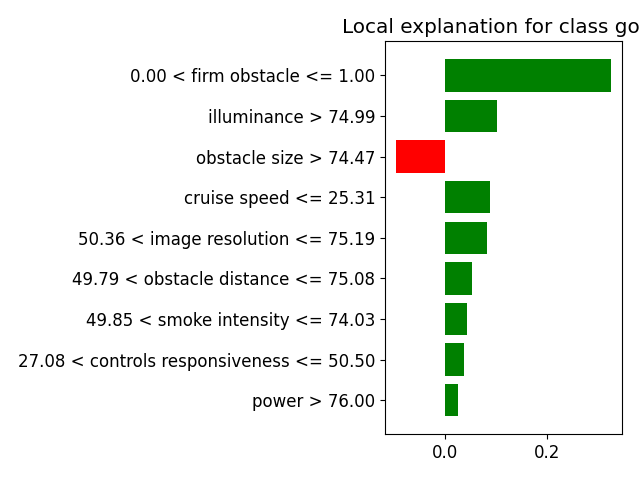 Local explanation for class go
0.00 < firm obstacle <= 1.00
illuminance > 74.99
obstacle size > 74.47
cruise speed <= 25.31
50.36 < image resolution <= 75.19
49.79 < obstacle distance <= 75.08
49.85 < smoke intensity <= 74.03
27.08 < controls responsiveness <= 50.50
power > 76.00
0.0 0.2